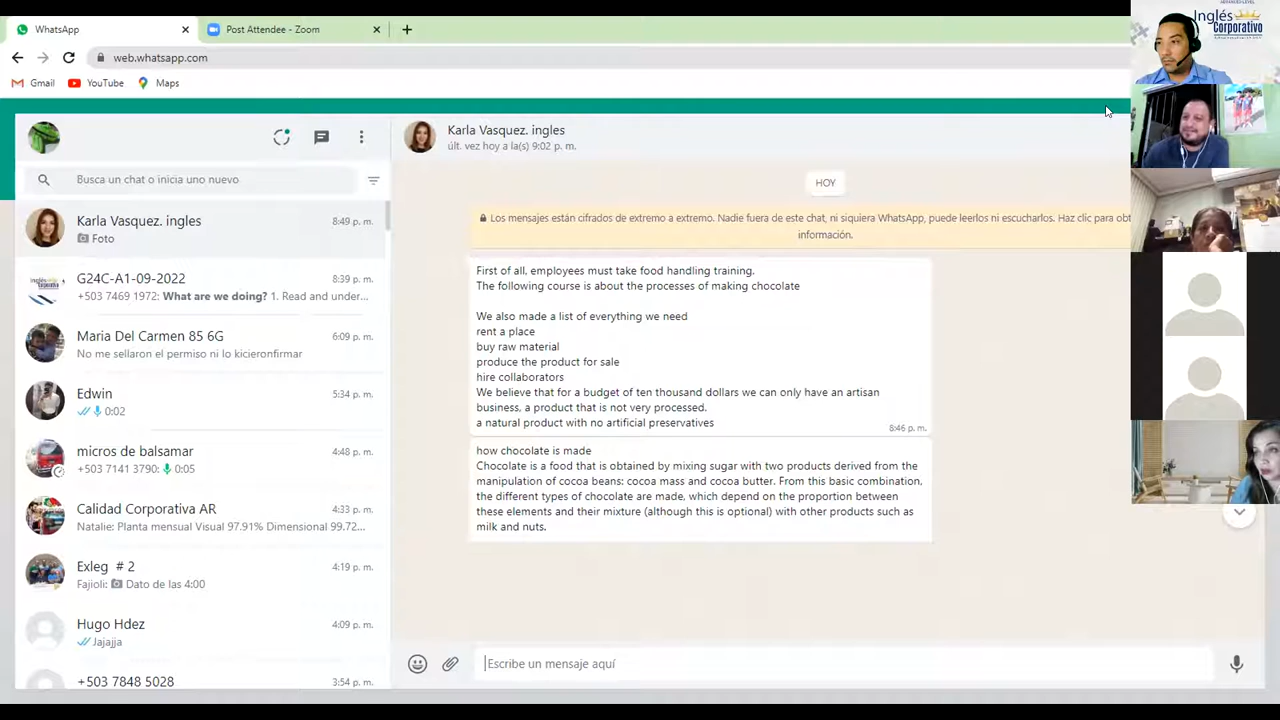 WhatsApp
Post Attendee - Zoom
web.whatsapp.com
Gmail
YouTube
Maps
Inglés
Corporativo
Karla Vasquez. ingles
últ. vez hoy a la(s) 9:02 p. m.
Busca un chat o inicia uno nuevo
Karla Vasquez. ingles
8:49 p. m.
Foto
G24C-A1-09-2022
8:39 p. m.
+503 7469 1972: What are we doing? 1. Read and under...
Maria Del Carmen 85 6G
6:09 p. m.
No me sellaron el permiso ni lo kicieronfirmar
Edwin
5:34 p. m.
0:02
micros de balsamar
4:48 p. m.
+503 7141 3790: 0:05
Calidad Corporativa AR
4:33 p. m.
Natalie: Planta mensual Visual 97.91% Dimensional 99.72...
Exleg # 2
4:19 p. m.
Fajioli: Dato de las 4:00
Hugo Hdez
4:09 p. m.
Jajajja
+503 7848 5028
3:54 p. m.
HOY
Los mensajes están cifrados de extremo a extremo. Nadie fuera de este chat, ni siquiera WhatsApp, puede leerlos ni escucharlos. Haz clic para obt
información.
First of all, employees must take food handling training.
The following course is about the processes of making chocolate
We also made a list of everything we need
rent a place
buy raw material
produce the product for sale
hire collaborators
We believe that for a budget of ten thousand dollars we can only have an artisan
business, a product that is not very processed.
a natural product with no artificial preservatives
8:46 p. m.
how chocolate is made
Chocolate is a food that is obtained by mixing sugar with two products derived from the
manipulation of cocoa beans: cocoa mass and cocoa butter. From this basic combination,
the different types of chocolate are made, which depend on the proportion between
these elements and their mixture (although this is optional) with other products such as
milk and nuts.
Escribe un mensaje aquí